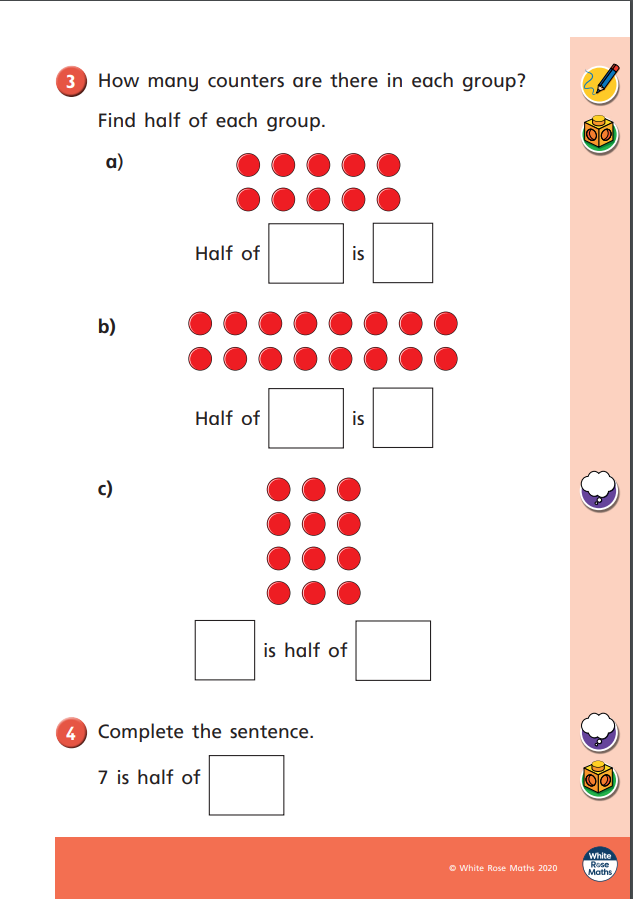 3 How many counters are there in each group?
Find half of each group.
a)
Half of is
b)
Half of is
c)
is half of
4 Complete the sentence.
7 is half of
© White Rose Maths 2020
White
Rose
Maths